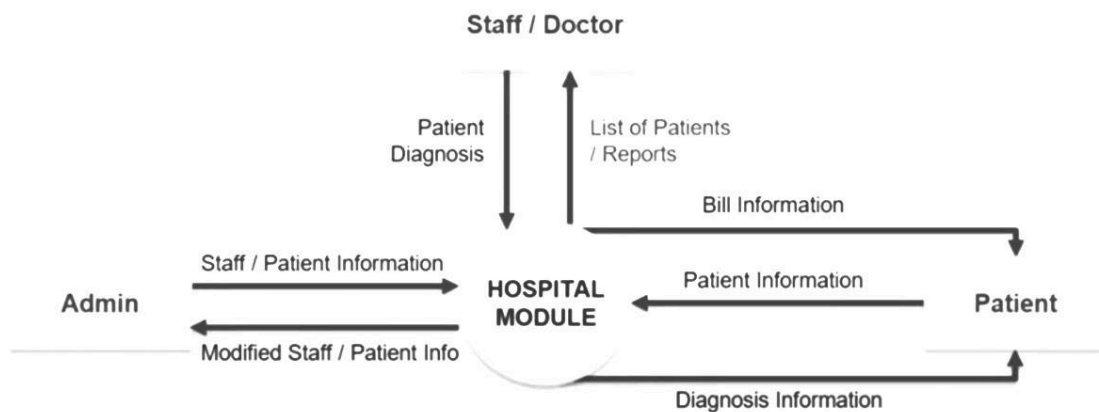 Staff / Doctor
Patient
Diagnosis
List of Patients
/ Reports
Bill Information
Staff / Patient Information
Patient Information
Admin
HOSPITAL
MODULE
Patient
Modified Staff / Patient Info
Diagnosis Information